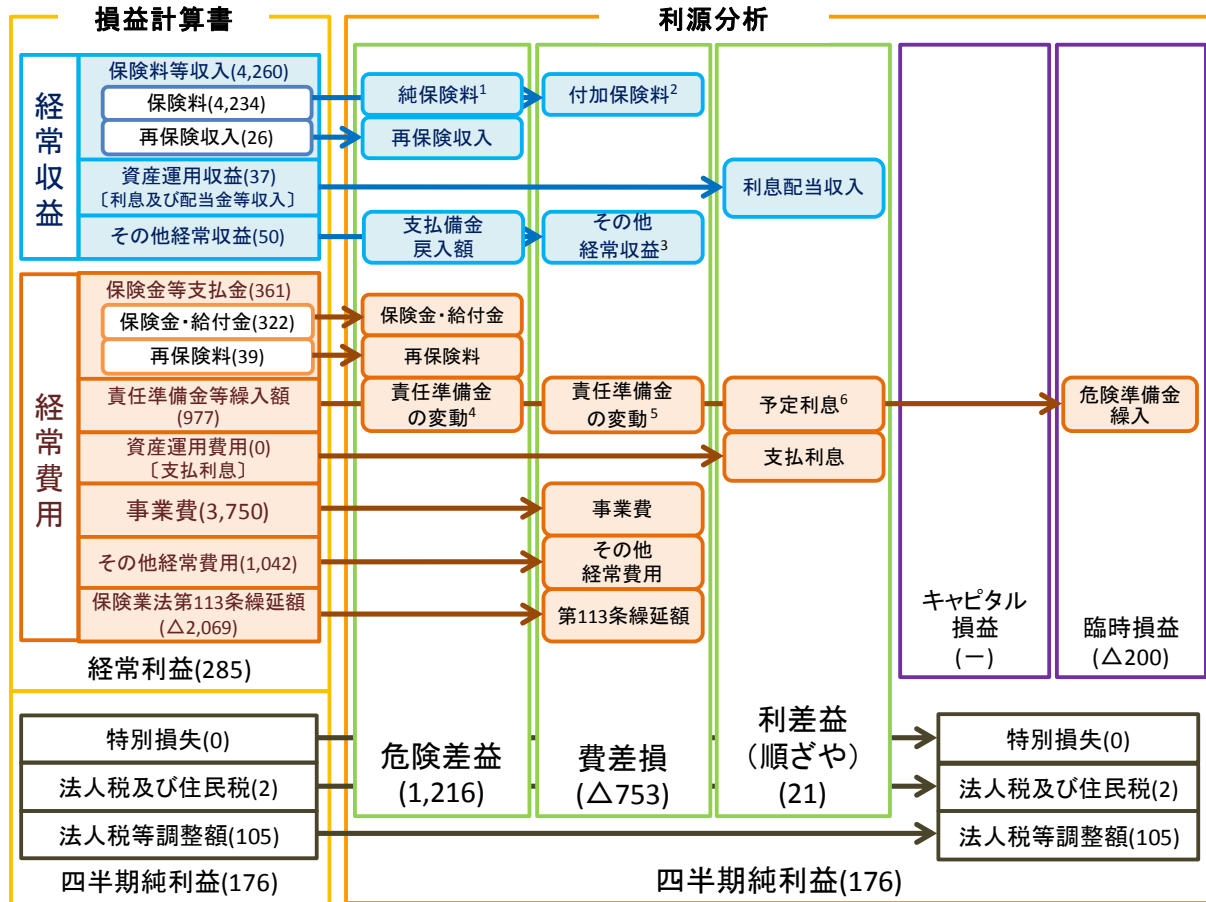 損益計算書
利源分析
経常収益
保険料等収入(4,260)
保険料(4,234)
再保険収入(26)
資産運用収益(37)
〔利息及び配当金等収入〕
その他経常収益(50)
純保険料1
付加保険料2
再保険収入
利息配当収入
支払備金
戻入額
その他
経常収益3
経常費用
保険金等支払金(361)
保険金・給付金(322)
再保険料(39)
責任準備金等繰入額
(977)
資産運用費用(0)
〔支払利息〕
事業費(3,750)
その他経常費用(1,042)
保険業法第113条繰延額
(△2,069)
保険金・給付金
再保険料
責任準備金
の変動4
責任準備金
の変動5
予定利息6
危険準備金
繰入
支払利息
事業費
その他
経常費用
第113条繰延額
経常利益(285)
キャピタル
損益
(－)
臨時損益
(△200)
危険差益
(1,216)
費差損
(△753)
利差益
(順ざや)
(21)
特別損失(0)
法人税及び住民税(2)
法人税等調整額(105)
特別損失(0)
法人税及び住民税(2)
法人税等調整額(105)
四半期純利益(176)
四半期純利益(176)